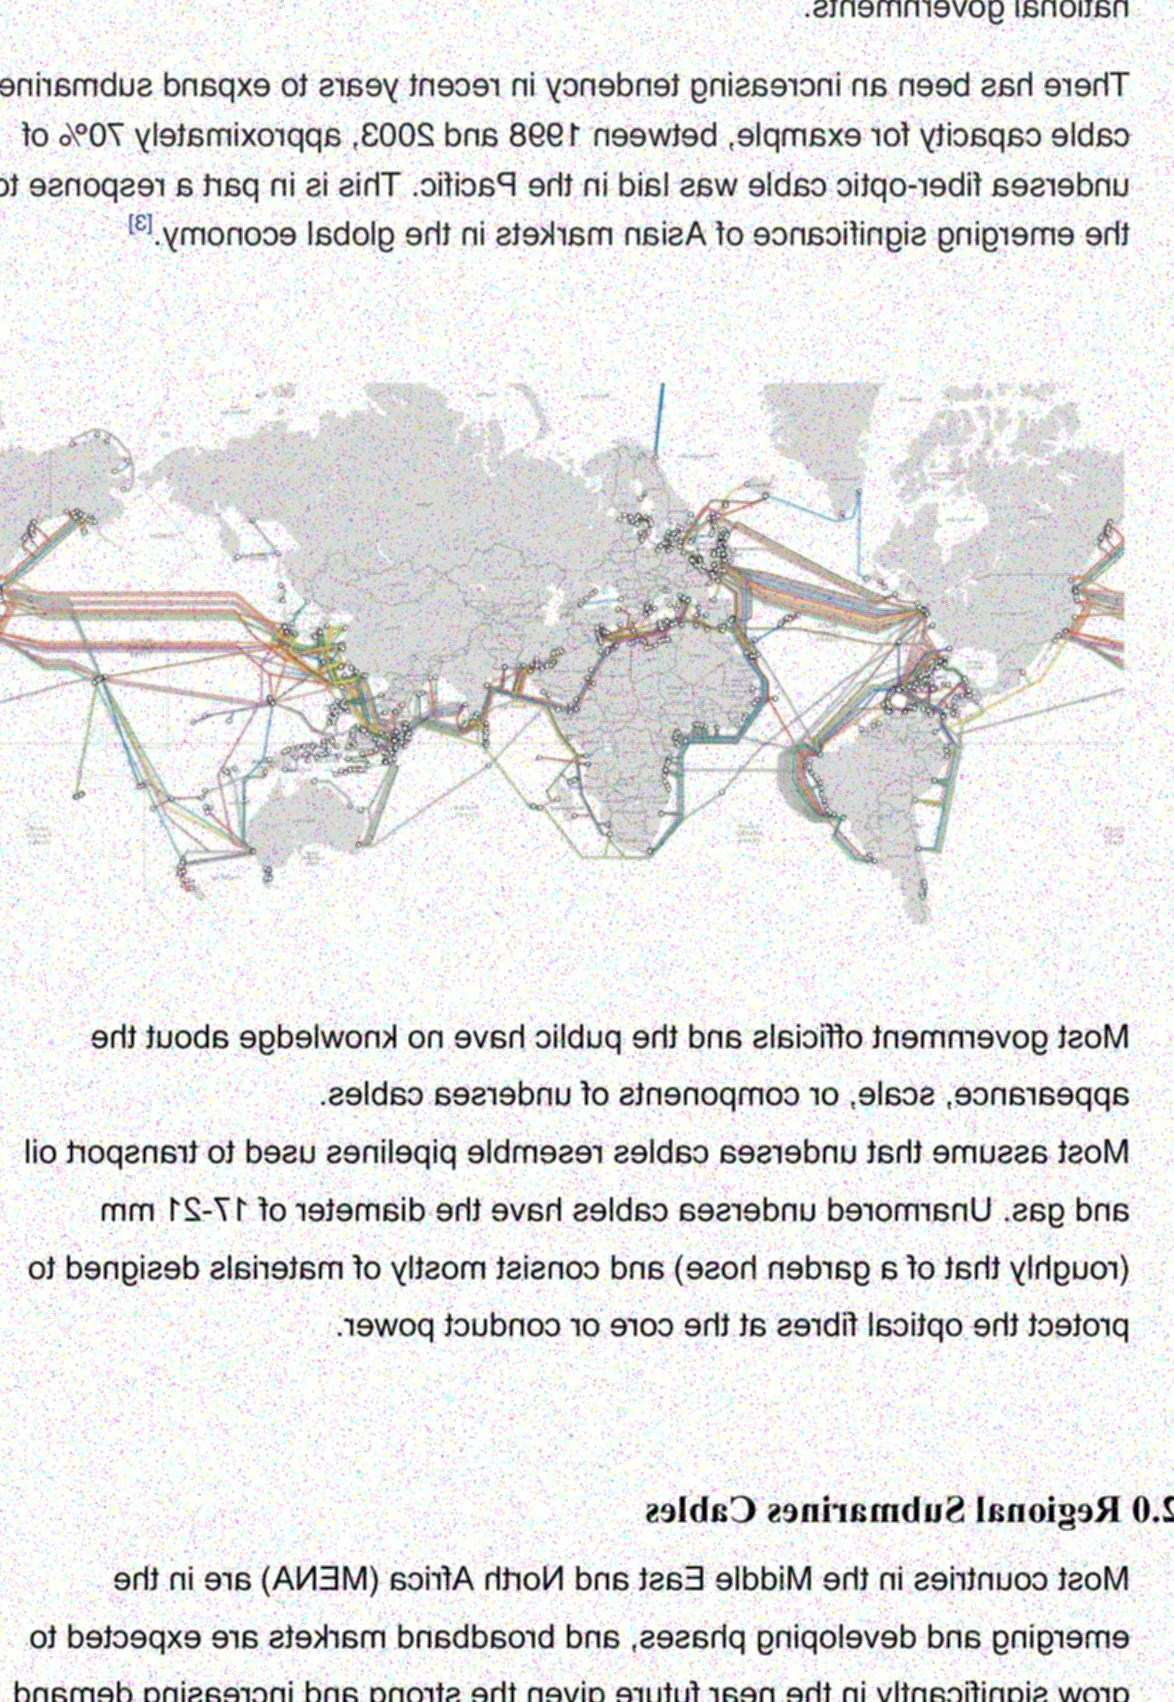 national governments.
There has been an increasing tendency in recent years to expand submarine
cable capacity for example, between 1998 and 2003, approximately 70% of
undersea fiber-optic cable was laid in the Pacific. This is in part a response to
the emerging significance of Asian markets in the global economy.[3]
Most government officials and the public have no knowledge about the
appearance, scale, or components of undersea cables.
Most assume that undersea cables resemble pipelines used to transport oil
and gas. Unarmored undersea cables have the diameter of 17-21 mm
(roughly that of a garden hose) and consist mostly of materials designed to
protect the optical fibres at the core or conduct power.
2.0 Regional Submarines Cables
Most countries in the Middle East and North Africa (MENA) are in the
emerging and developing phases, and broadband markets are expected to
grow significantly in the near future given the strong and increasing demand